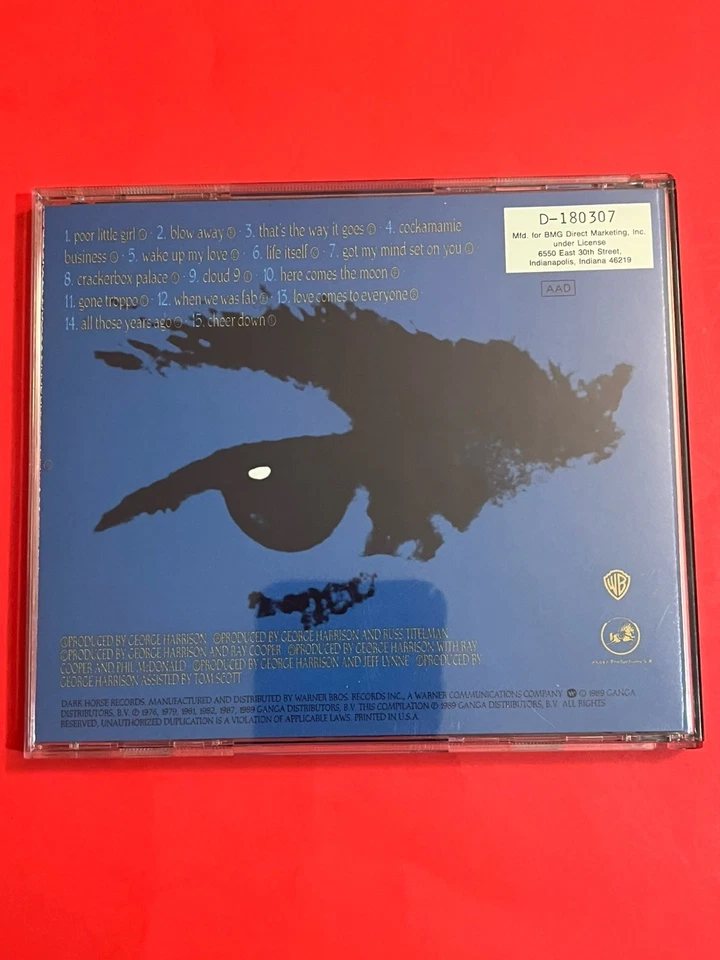 1. poor little girl · 2. blow away · 3. that's the way it goes · 4. cockamamie
business · 5. wake up my love · 6. life itself · 7. got my mind set on you ·
8. crackerbox palace · 9. cloud 9 · 10. here comes the moon ·
11. gone troppo · 12. when we was fab · 13. love comes to everyone ·
14. all those years ago · 15. cheer down
D-180307
Mfd. for BMG Direct Marketing, Inc.
under License
6550 East 30th Street,
Indianapolis, Indiana 46219
AAD
WB
PRODUCED BY GEORGE HARRISON PRODUCED BY GEORGE HARRISON AND RUSS TITELMAN
PRODUCED BY GEORGE HARRISON AND RAY COOPER PRODUCED BY GEORGE HARRISON WITH RAY
COOPER AND PHIL McDONALD PRODUCED BY GEORGE HARRISON AND JEFF LYNNE PRODUCED BY
GEORGE HARRISON ASSISTED BY TOM SCOTT
DARK HORSE RECORDS. MANUFACTURED AND DISTRIBUTED BY WARNER BROS. RECORDS INC., A WARNER COMMUNICATIONS COMPANY © 1989 GANGA
DISTRIBUTORS, B.V. ℗ 1976, 1979, 1981, 1982, 1987, 1989 GANGA DISTRIBUTORS, B.V. THIS COMPILATION ℗ 1989 GANGA DISTRIBUTORS, B.V. ALL RIGHTS
RESERVED. UNAUTHORIZED DUPLICATION IS A VIOLATION OF APPLICABLE LAWS. PRINTED IN U.S.A.